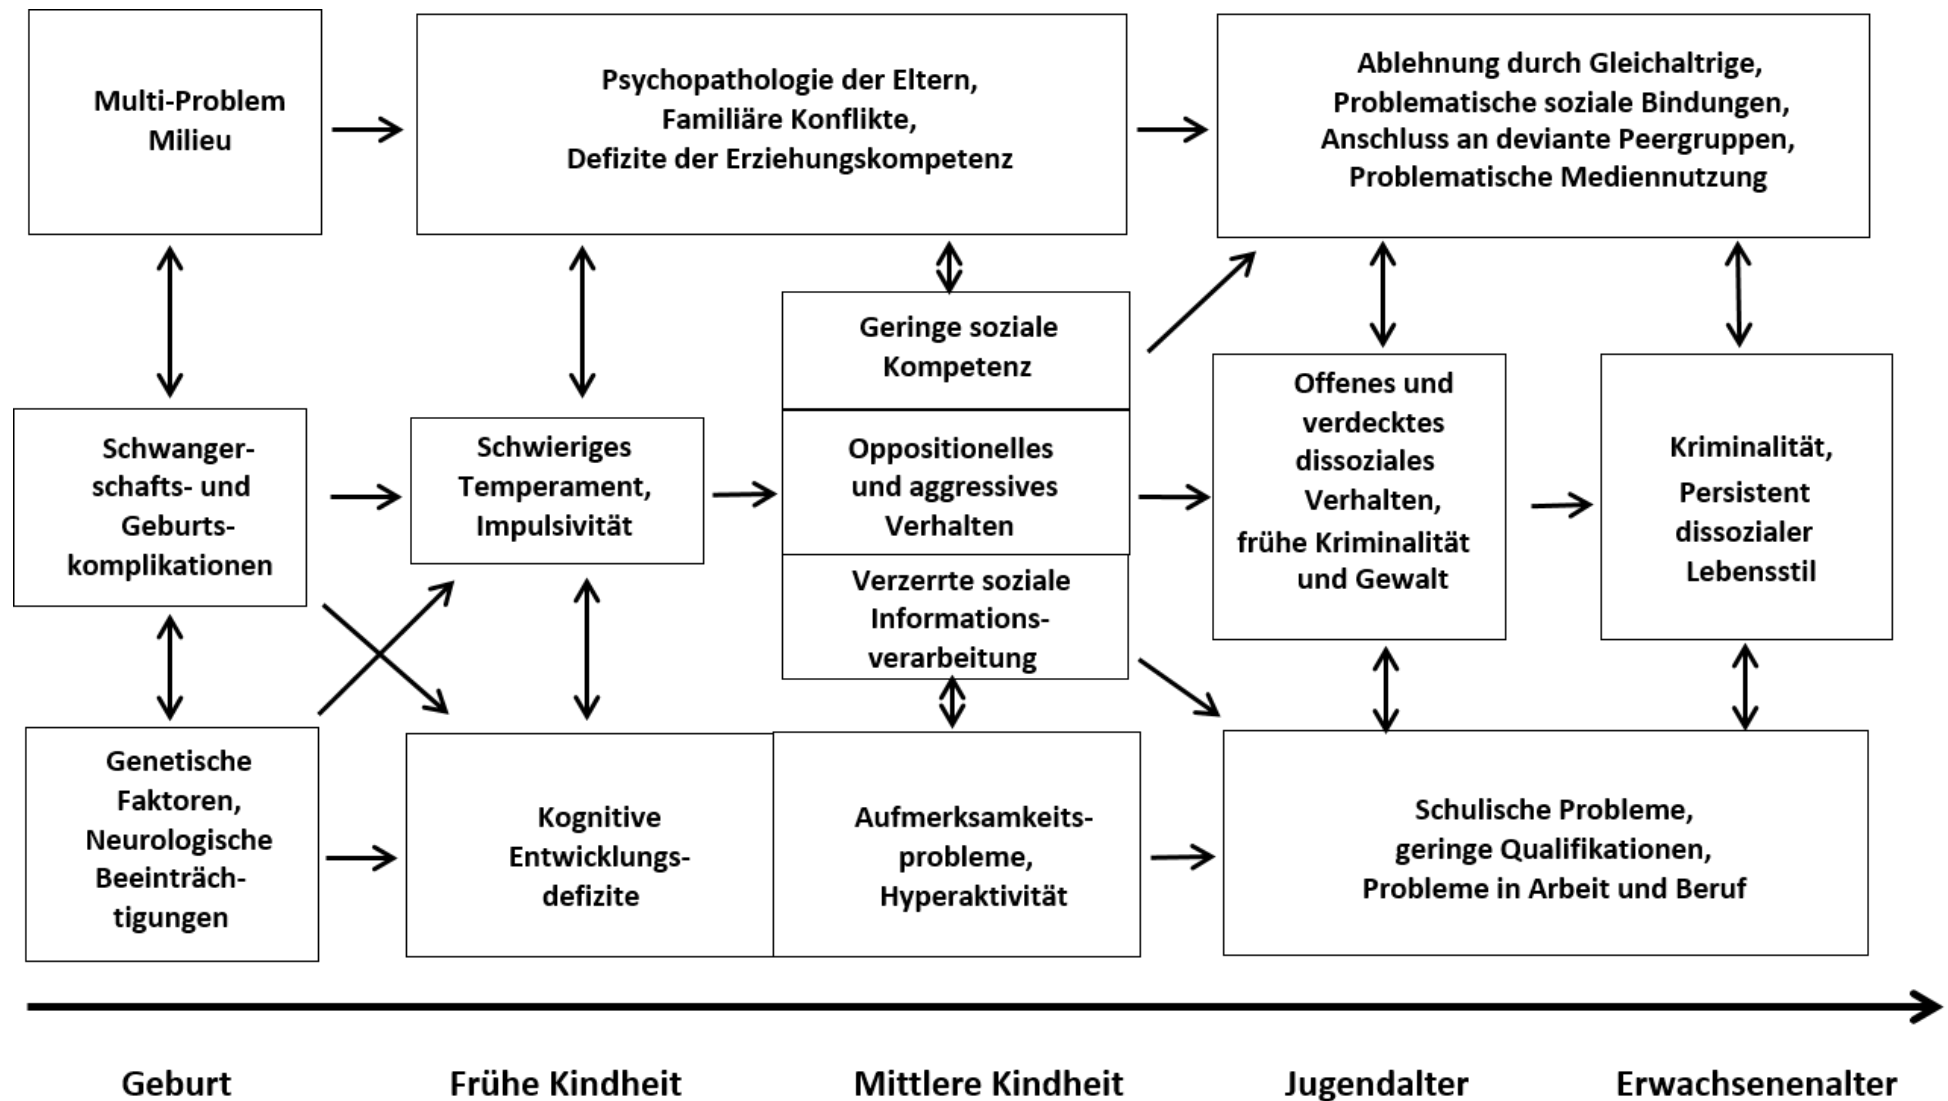 Multi-Problem
Milieu
Psychopathologie der Eltern,
Familiäre Konflikte,
Defizite der Erziehungskompetenz
Ablehnung durch Gleichaltrige,
Problematische soziale Bindungen,
Anschluss an deviante Peergruppen,
Problematische Mediennutzung
Schwanger-
schafts- und
Geburts-
komplikationen
Schwieriges
Temperament,
Impulsivität
Geringe soziale
Kompetenz
Oppositionelles
und aggressives
Verhalten
Verzerrte soziale
Informations-
verarbeitung
Offenes und
verdecktes
dissoziales
Verhalten,
frühe Kriminalität
und Gewalt
Kriminalität,
Persistent
dissozialer
Lebensstil
Genetische
Faktoren,
Neurologische
Beeinträch-
tigungen
Kognitive
Entwicklungs-
defizite
Aufmerksamkeits-
probleme,
Hyperaktivität
Schulische Probleme,
geringe Qualifikationen,
Probleme in Arbeit und Beruf
Geburt
Frühe Kindheit
Mittlere Kindheit
Jugendalter
Erwachsenenalter